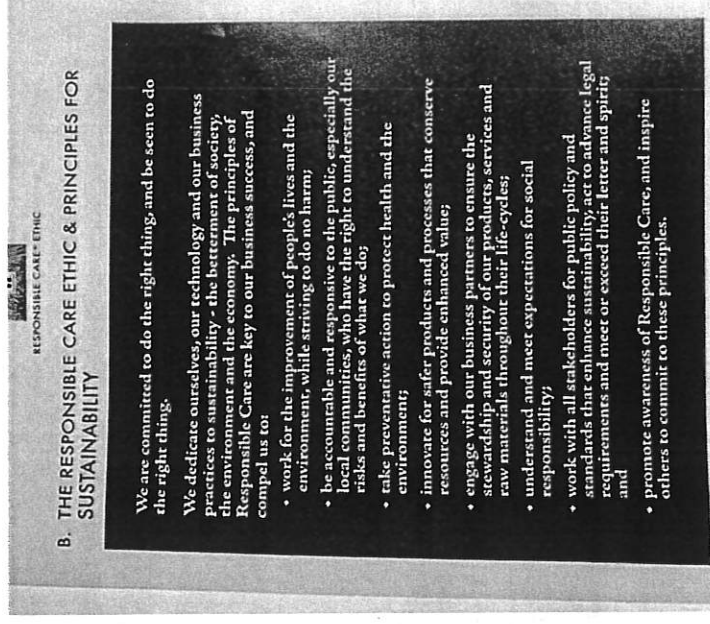 RESPONSIBLE CARE® ETHIC
B. THE RESPONSIBLE CARE ETHIC & PRINCIPLES FOR
SUSTAINABILITY
We are committed to do the right thing, and be seen to do
the right thing.
We dedicate ourselves, our technology and our business
practices to sustainability - the betterment of society,
the environment and the economy. The principles of
Responsible Care are key to our business success, and
compel us to:
• work for the improvement of people's lives and the
environment, while striving to do no harm;
• be accountable and responsive to the public, especially our
local communities, who have the right to understand the
risks and benefits of what we do;
• take preventative action to protect health and the
environment;
• innovate for safer products and processes that conserve
resources and provide enhanced value;
• engage with our business partners to ensure the
stewardship and security of our products, services and
raw materials throughout their life-cycles;
• understand and meet expectations for social
responsibility;
• work with all stakeholders for public policy and
standards that enhance sustainability, act to advance legal
requirements and meet or exceed their letter and spirit;
and
• promote awareness of Responsible Care, and inspire
others to commit to these principles.